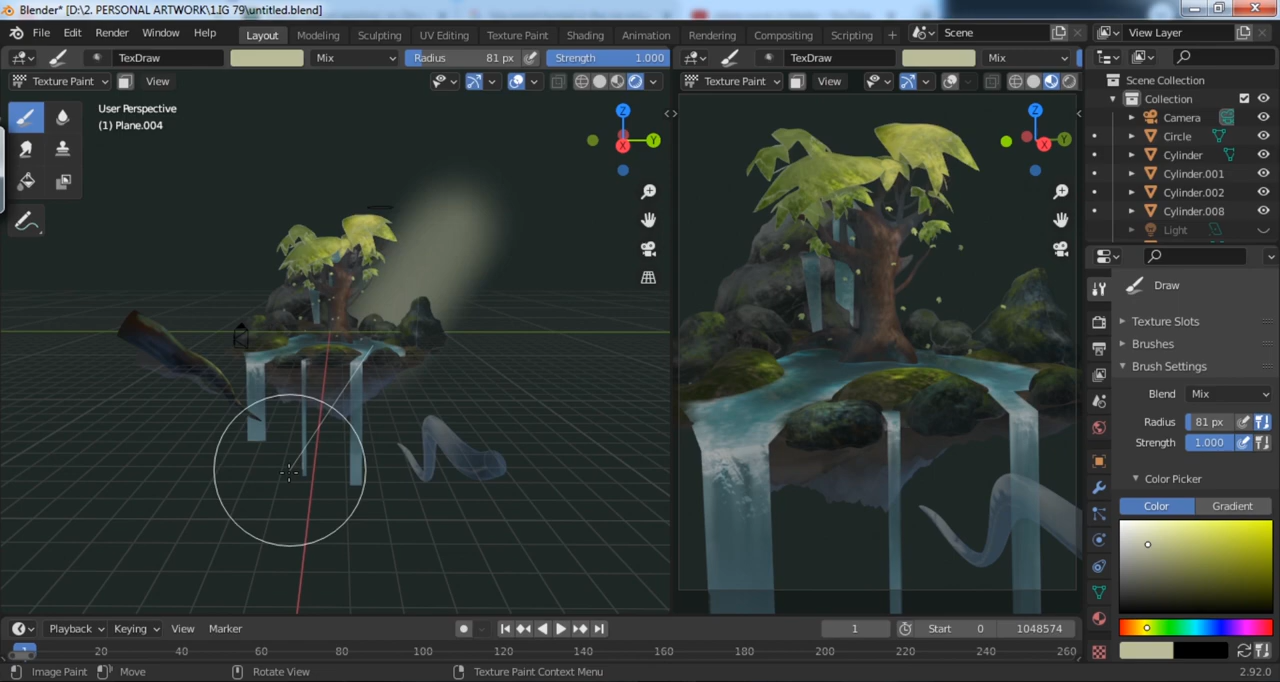 Blender* [D:\2. PERSONAL ARTWORK\1.IG 79\untitled.blend]
File Edit Render Window Help Layout Modeling Sculpting UV Editing Texture Paint Shading Animation Rendering Compositing Scripting + Scene View Layer
TexDraw Mix Radius 81 px Strength 1.000 TexDraw Mix
Texture Paint View Texture Paint View Scene Collection
User Perspective
(1) Plane.004
Z Y X
Z Y X
Collection
Camera
Circle
Cylinder
Cylinder.001
Cylinder.002
Cylinder.008
Light
Draw
Texture Slots
Brushes
Brush Settings
Blend Mix
Radius 81 px
Strength 1.000
Color Picker
Color Gradient
Playback Keying View Marker 1 Start 0 1048574
1 20 40 60 80 100 120 140 160 180 200 220 240 260
Image Paint Move Rotate View Texture Paint Context Menu 2.92.0